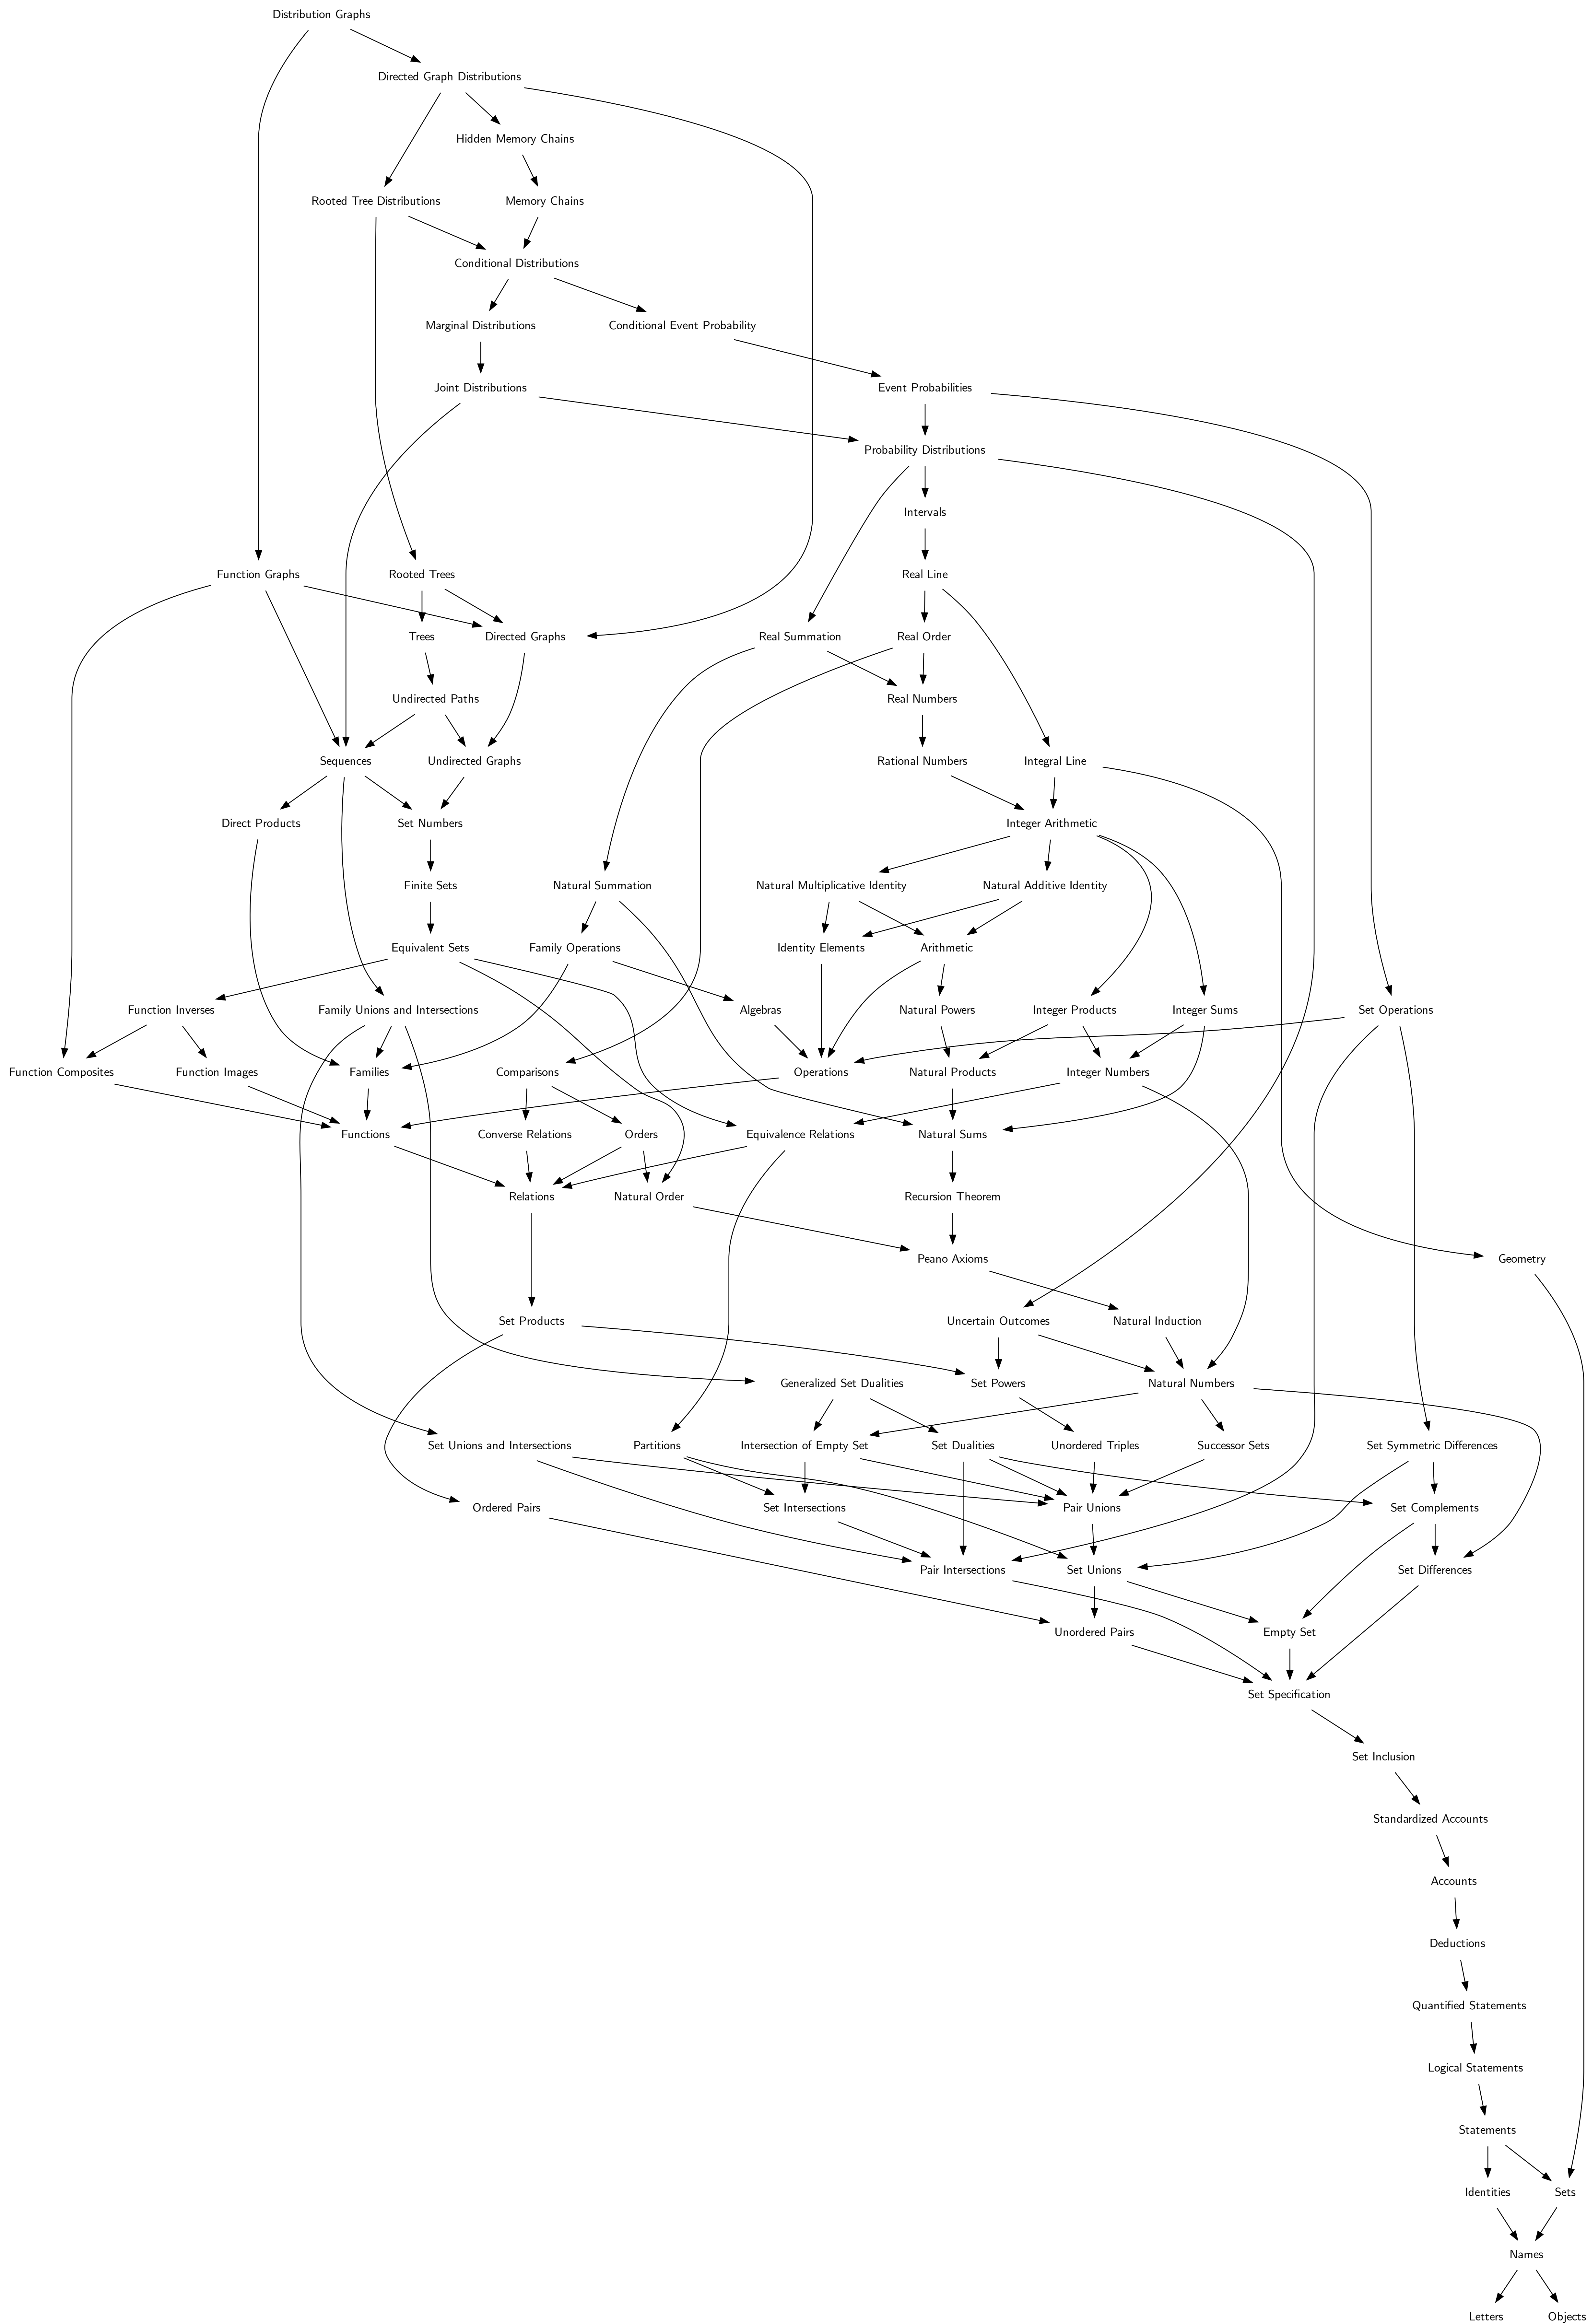 Distribution Graphs
Directed Graph Distributions
Hidden Memory Chains
Rooted Tree Distributions
Memory Chains
Conditional Distributions
Marginal Distributions
Conditional Event Probability
Joint Distributions
Event Probabilities
Probability Distributions
Intervals
Function Graphs
Rooted Trees
Real Line
Trees
Directed Graphs
Real Summation
Real Order
Undirected Paths
Real Numbers
Sequences
Undirected Graphs
Rational Numbers
Integral Line
Direct Products
Set Numbers
Integer Arithmetic
Finite Sets
Natural Summation
Natural Multiplicative Identity
Natural Additive Identity
Equivalent Sets
Family Operations
Identity Elements
Arithmetic
Function Inverses
Family Unions and Intersections
Algebras
Natural Powers
Integer Products
Integer Sums
Set Operations
Function Composites
Function Images
Families
Comparisons
Operations
Natural Products
Integer Numbers
Functions
Converse Relations
Orders
Equivalence Relations
Natural Sums
Relations
Natural Order
Recursion Theorem
Peano Axioms
Geometry
Set Products
Uncertain Outcomes
Natural Induction
Generalized Set Dualities
Set Powers
Natural Numbers
Set Unions and Intersections
Partitions
Intersection of Empty Set
Set Dualities
Unordered Triples
Successor Sets
Set Symmetric Differences
Ordered Pairs
Set Intersections
Pair Unions
Set Complements
Pair Intersections
Set Unions
Set Differences
Unordered Pairs
Empty Set
Set Specification
Set Inclusion
Standardized Accounts
Accounts
Deductions
Quantified Statements
Logical Statements
Statements
Identities
Sets
Names
Letters
Objects